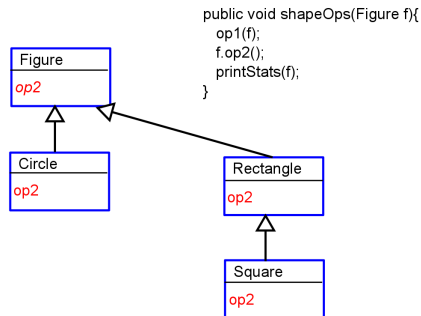 public void shapeOps(Figure f){
op1(f);
f.op2();
printStats(f);
}
Figure
op2
Circle
op2
Rectangle
op2
Square
op2